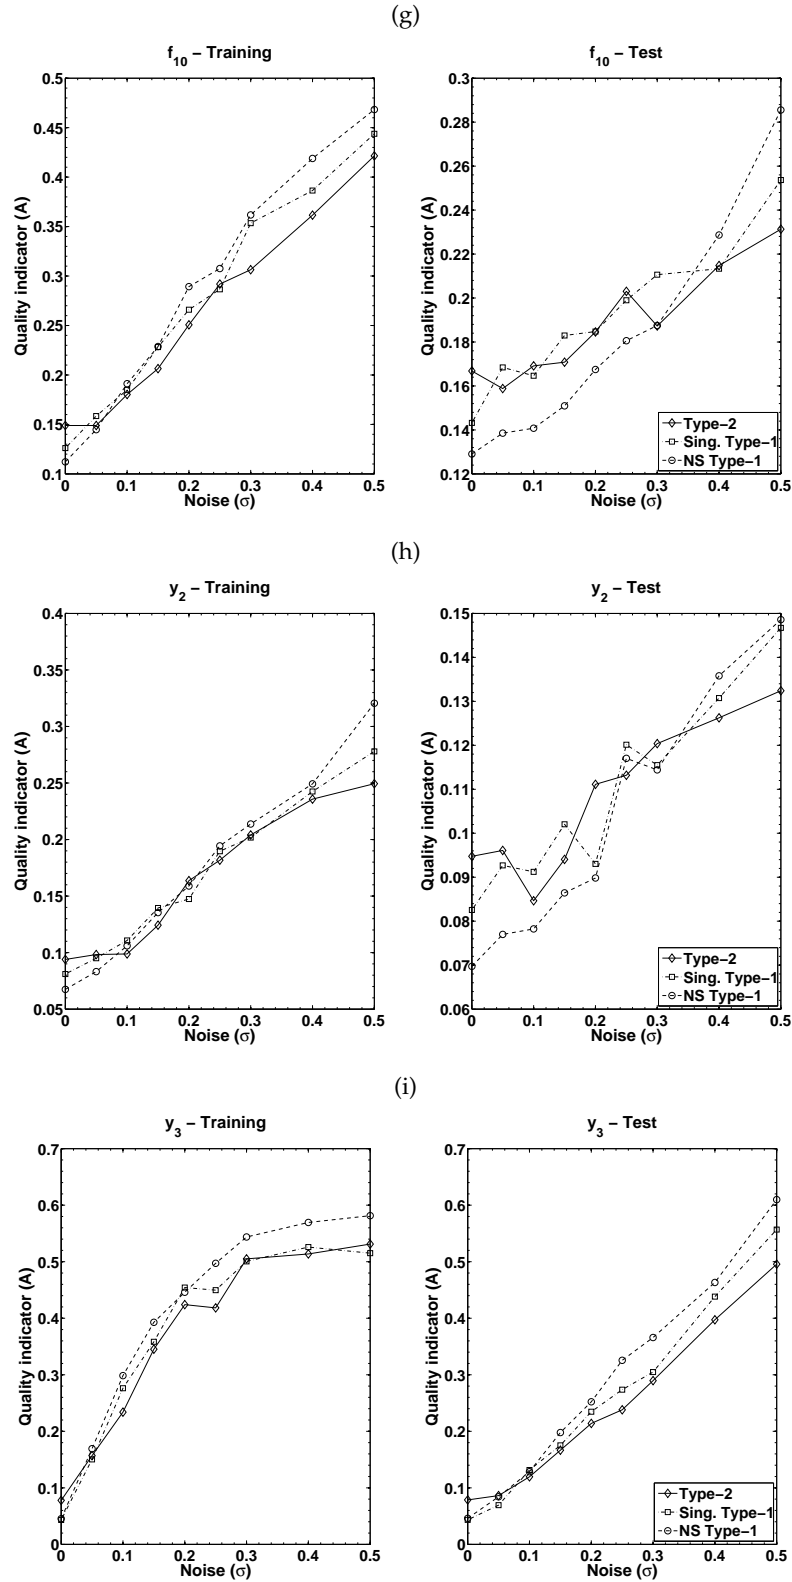 (g)
f10 – Training
Quality indicator (A)
0.5
0.45
0.4
0.35
0.3
0.25
0.2
0.15
0.1
0 0.1 0.2 0.3 0.4 0.5
Noise (σ)
f10 – Test
Quality indicator (A)
0.3
0.28
0.26
0.24
0.22
0.2
0.18
0.16
0.14
0.12
0 0.1 0.2 0.3 0.4 0.5
Noise (σ)
Type–2
Sing. Type–1
NS Type–1
(h)
y2 – Training
Quality indicator (A)
0.4
0.35
0.3
0.25
0.2
0.15
0.1
0.05
0 0.1 0.2 0.3 0.4 0.5
Noise (σ)
y2 – Test
Quality indicator (A)
0.15
0.14
0.13
0.12
0.11
0.1
0.09
0.08
0.07
0.06
0 0.1 0.2 0.3 0.4 0.5
Noise (σ)
Type–2
Sing. Type–1
NS Type–1
(i)
y3 – Training
Quality indicator (A)
0.7
0.6
0.5
0.4
0.3
0.2
0.1
0
0 0.1 0.2 0.3 0.4 0.5
Noise (σ)
y3 – Test
Quality indicator (A)
0.7
0.6
0.5
0.4
0.3
0.2
0.1
0
0 0.1 0.2 0.3 0.4 0.5
Noise (σ)
Type–2
Sing. Type–1
NS Type–1